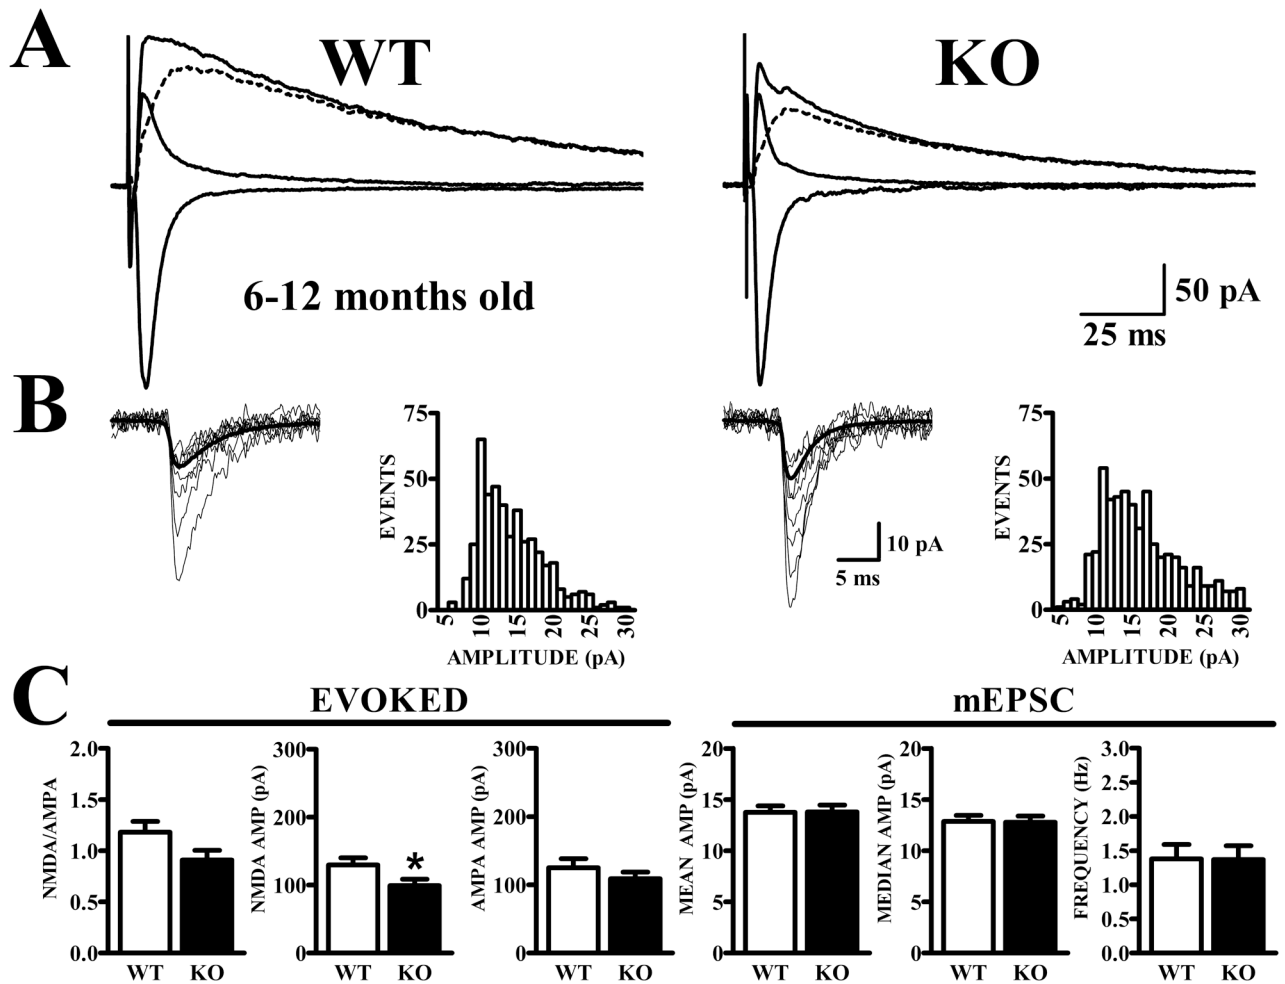 A
WT
KO
6-12 months old
50 pA
25 ms
B
75
50
25
0
EVENTS
5
10
15
20
25
30
AMPLITUDE (pA)
10 pA
5 ms
75
50
25
0
EVENTS
5
10
15
20
25
30
AMPLITUDE (pA)
C
EVOKED
mEPSC
2.0
1.5
1.0
0.5
0.0
NMDA/AMPA
WT KO
300
200
100
0
NMDA AMP (pA)
*
WT KO
300
200
100
0
AMPA AMP (pA)
WT KO
20
15
10
5
0
MEAN AMP (pA)
WT KO
20
15
10
5
0
MEDIAN AMP (pA)
WT KO
3.0
2.5
2.0
1.5
1.0
0.5
0.0
FREQUENCY (Hz)
WT KO